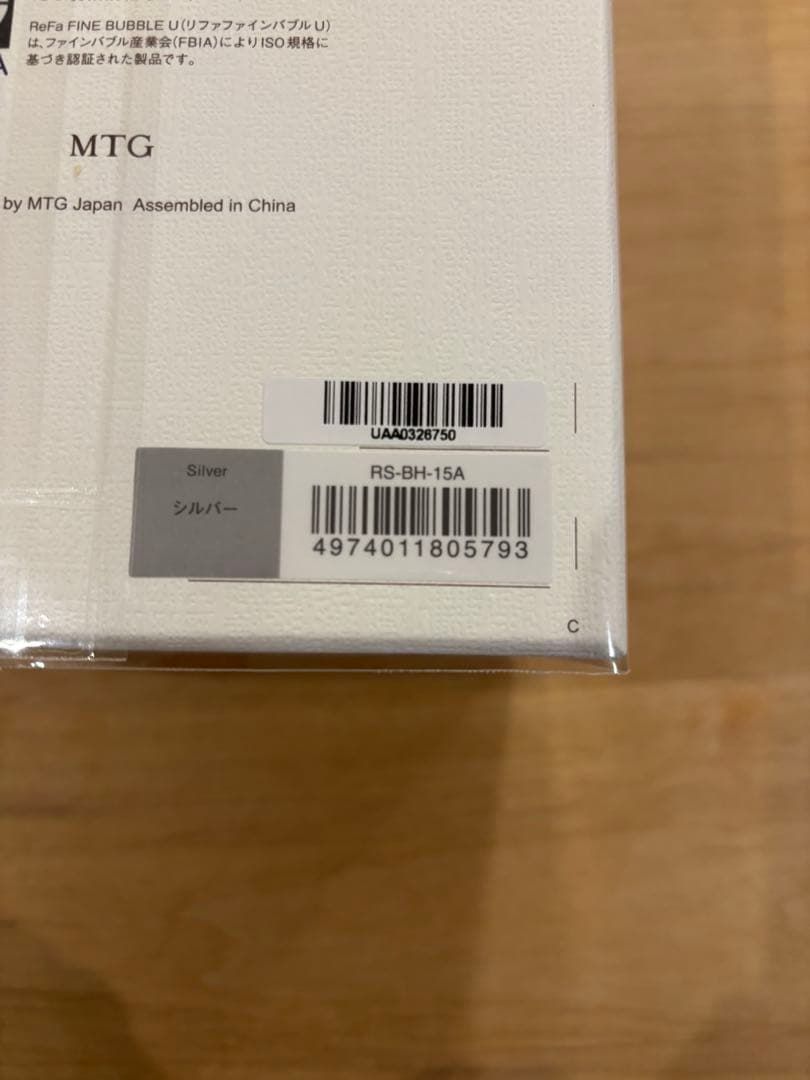 ReFa FINE BUBBLE U(リファファインバブル U)
は、ファインバブル産業会(FBIA)によりISO規格に
基づき認証された製品です。
A
MTG
by MTG Japan Assembled in China
UAA0326750
Silver
シルバー
RS-BH-15A
4974011805793
C